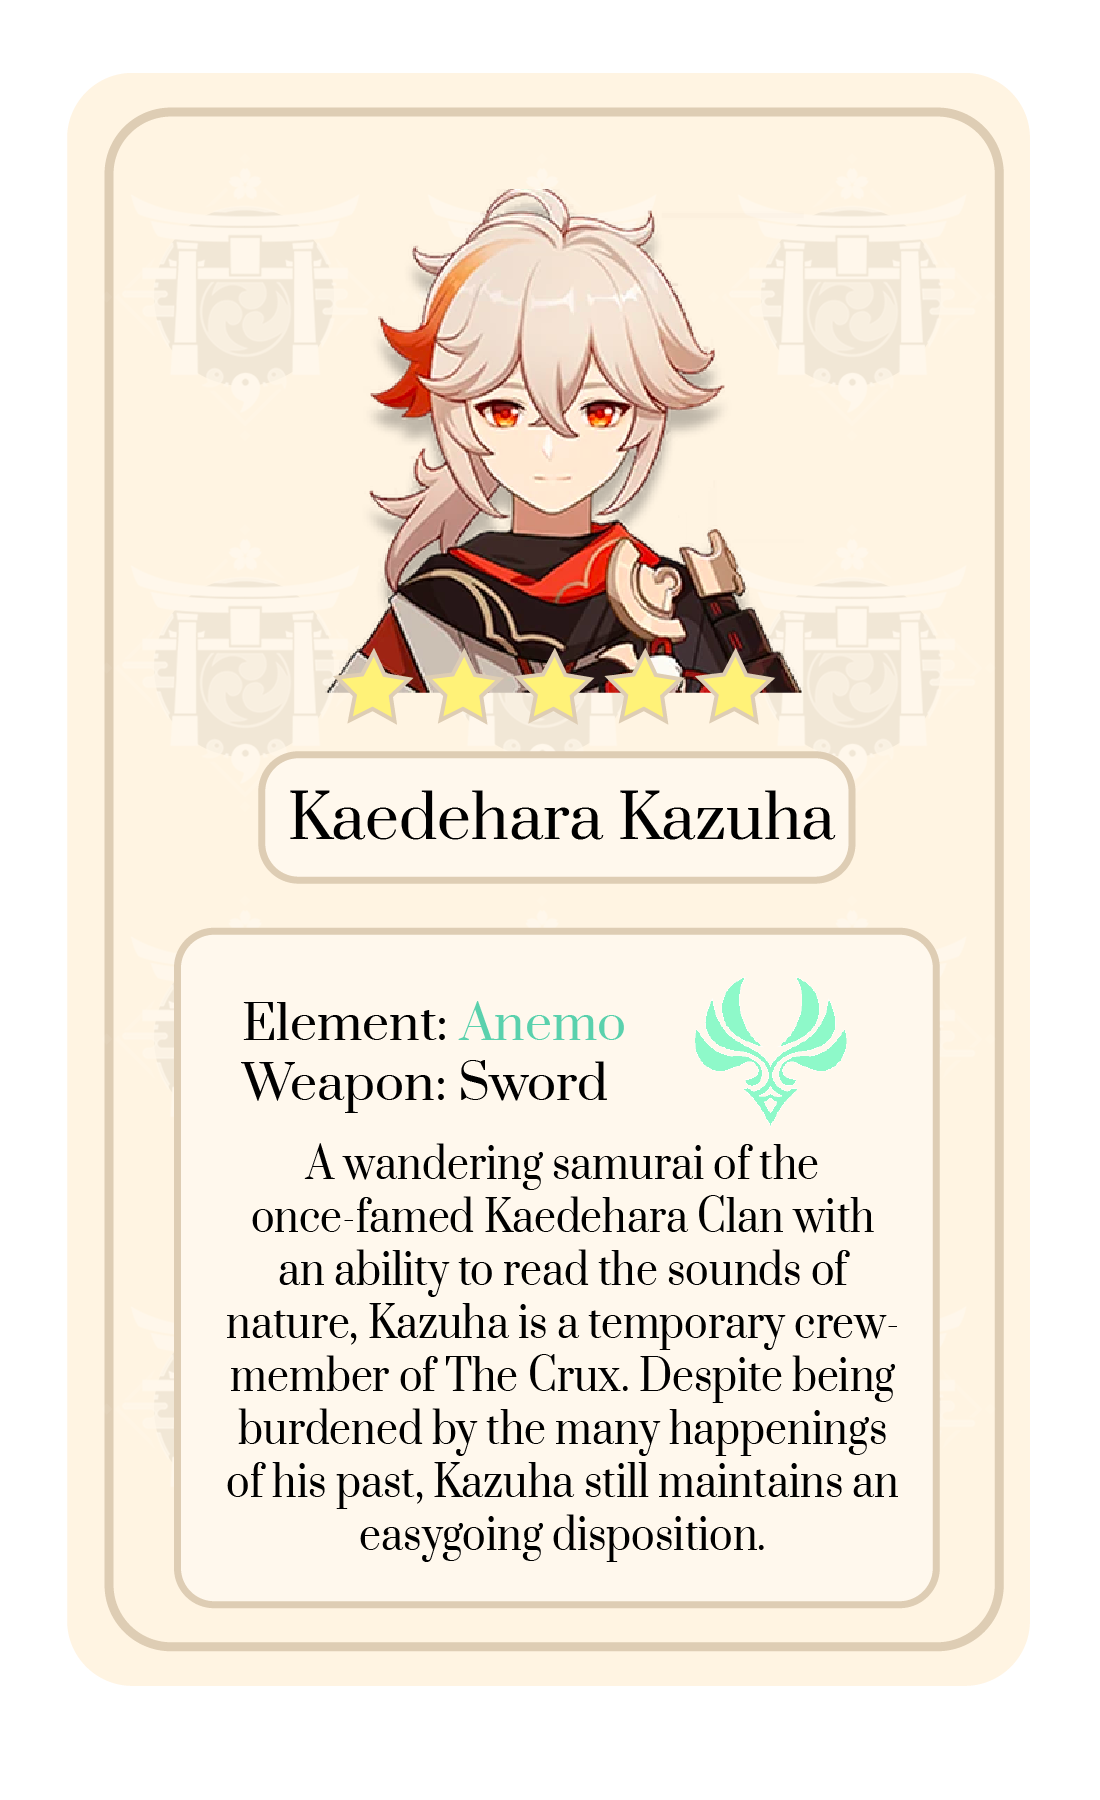 Kaedehara Kazuha
Element: Anemo
Weapon: Sword
A wandering samurai of the
once-famed Kaedehara Clan with
an ability to read the sounds of
nature, Kazuha is a temporary crew-
member of The Crux. Despite being
burdened by the many happenings
of his past, Kazuha still maintains an
easygoing disposition.